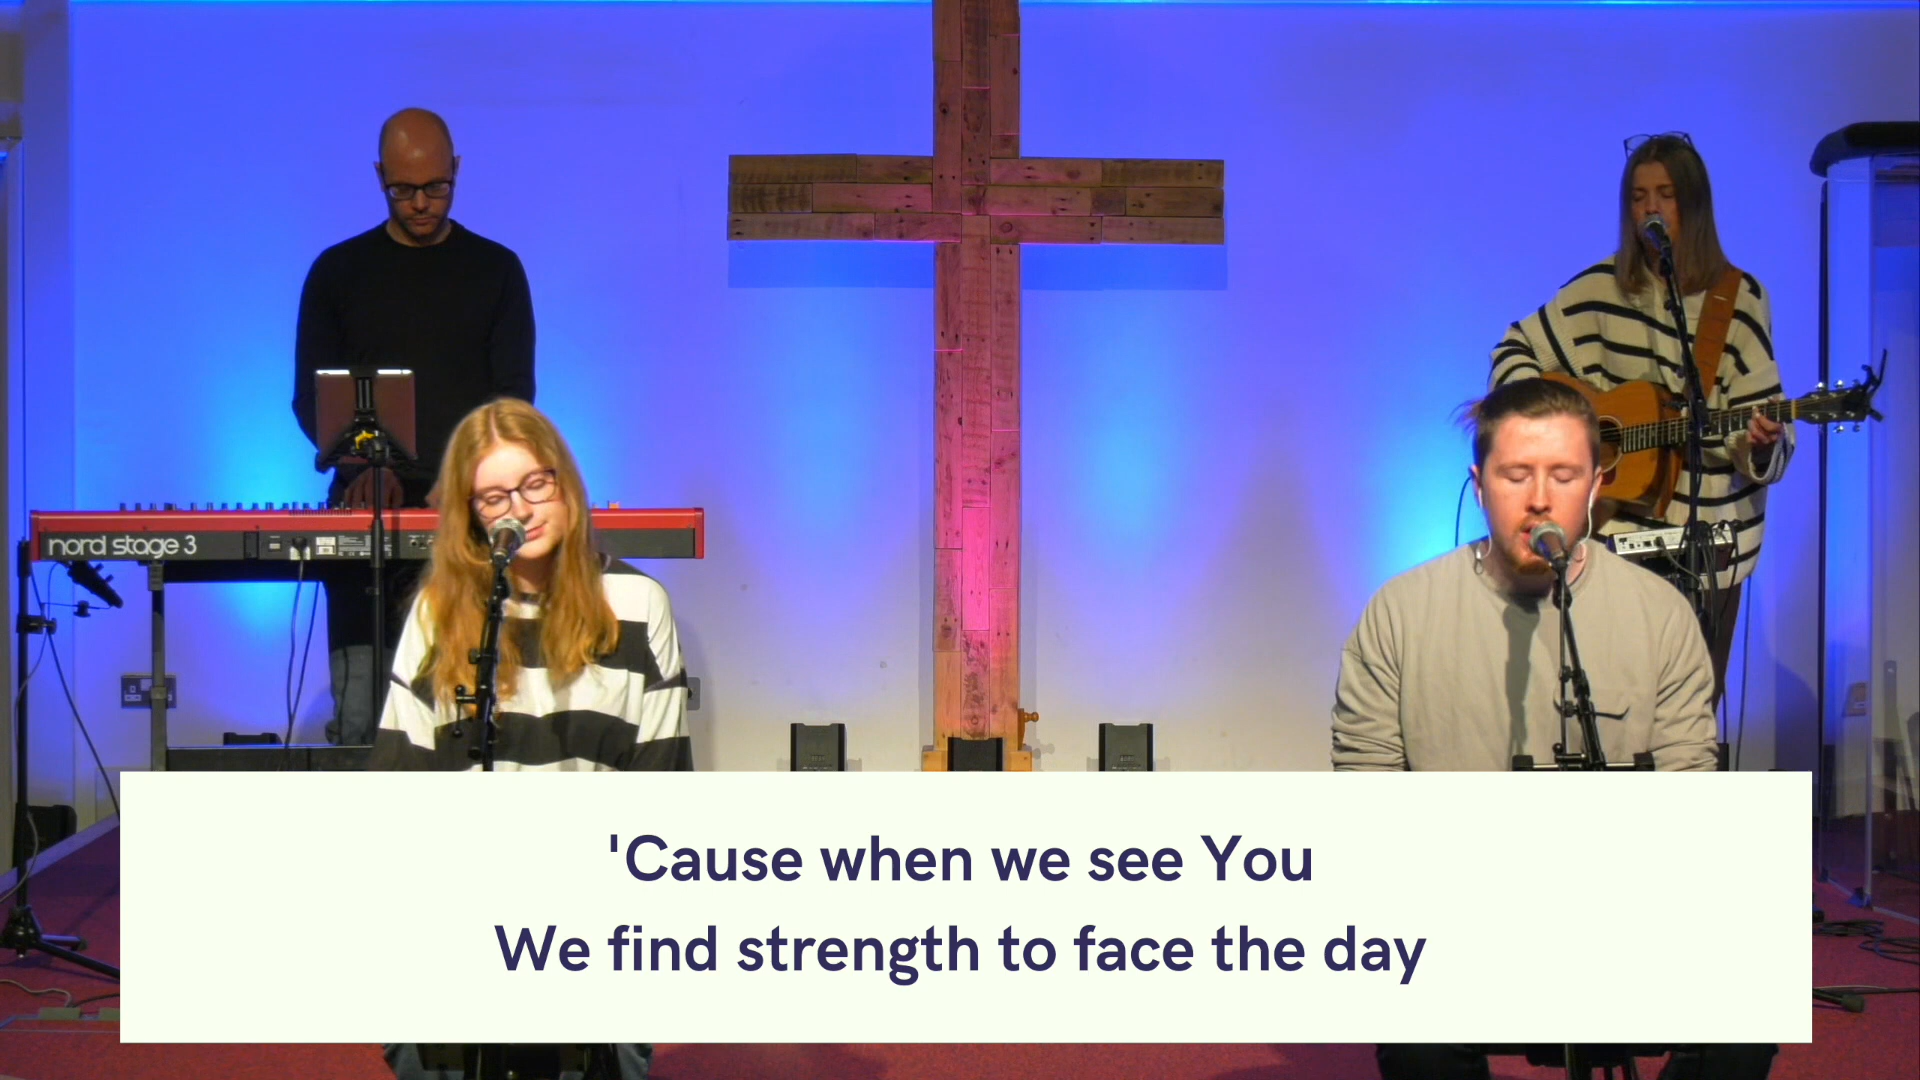 nord stage 3
'Cause when we see You
We find strength to face the day